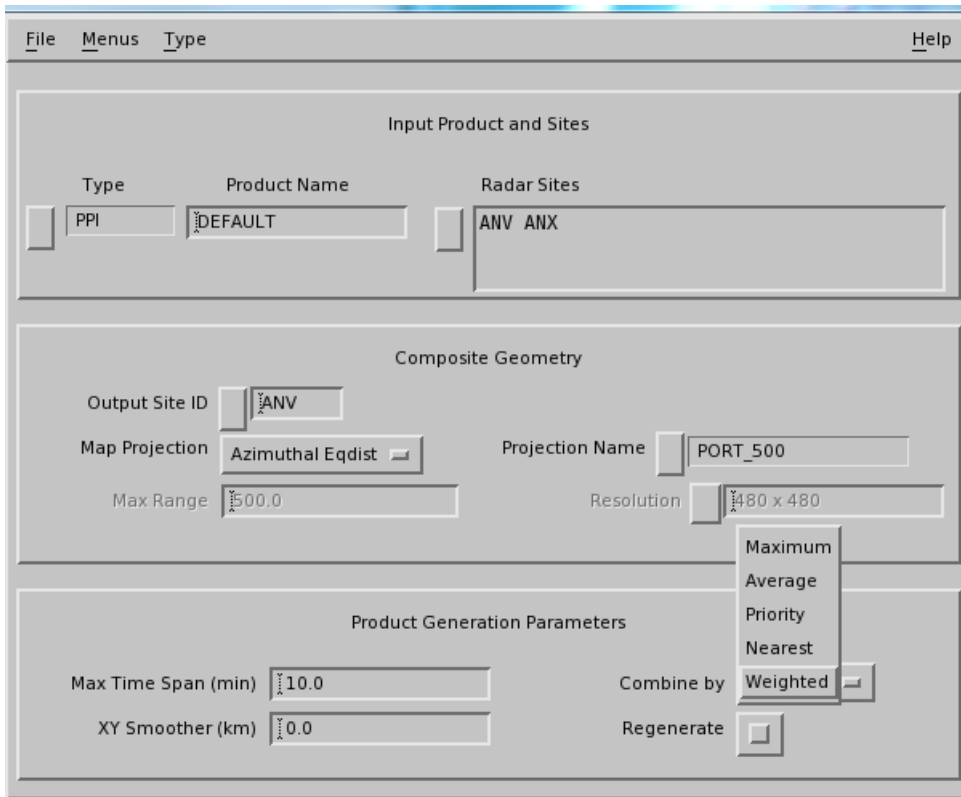 File Menus Type Help
Input Product and Sites
Type Product Name Radar Sites
PPI DEFAULT ANV ANX
Composite Geometry
Output Site ID ANV
Map Projection Azimuthal Eqdist Projection Name PORT_500
Max Range 500.0 Resolution 480 x 480
Maximum
Average
Priority
Nearest
Product Generation Parameters
Max Time Span (min) 10.0 Combine by Weighted
XY Smoother (km) 0.0 Regenerate